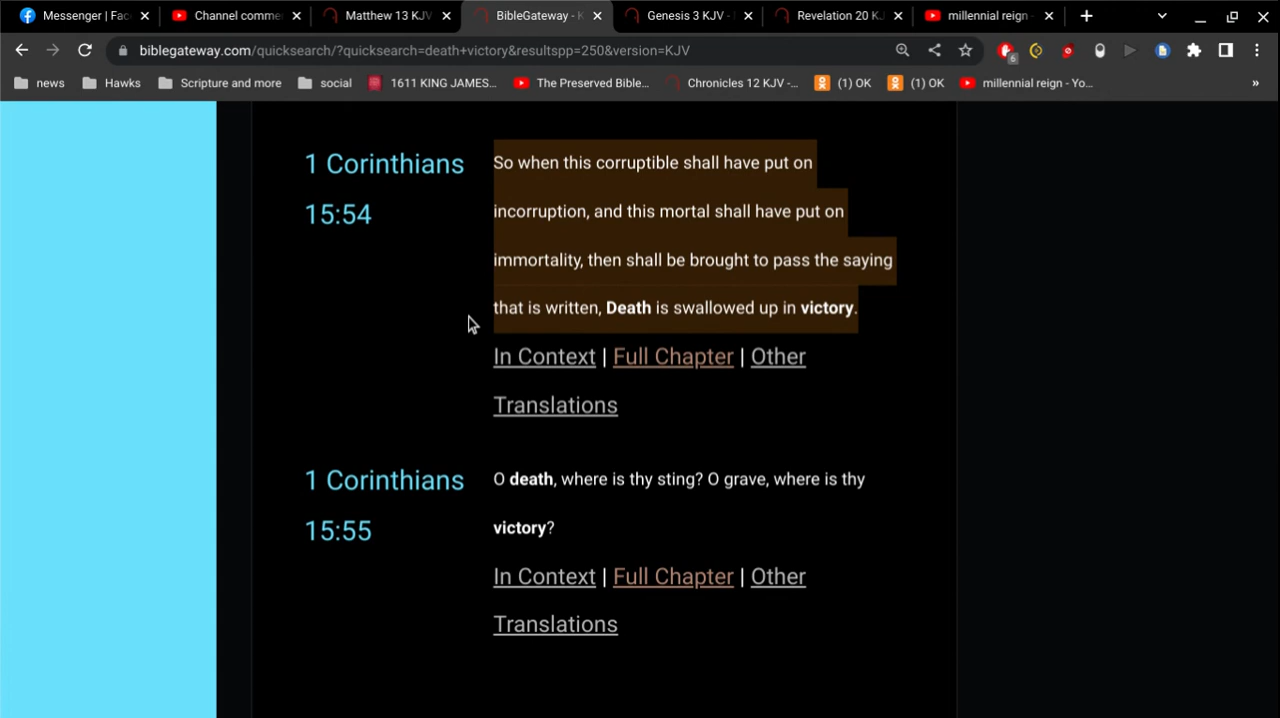 Messenger | Fac
Channel comme
Matthew 13 KJV
BibleGateway - K
Genesis 3 KJV -
Revelation 20 KJ
millennial reign -
biblegateway.com/quicksearch/?quicksearch=death+victory&resultspp=250&version=KJV
6
news
Hawks
Scripture and more
social
1611 KING JAMES...
The Preserved Bible...
Chronicles 12 KJV -...
(1) OK
(1) OK
millennial reign - Yo...
»
1 Corinthians
15:54
So when this corruptible shall have put on
incorruption, and this mortal shall have put on
immortality, then shall be brought to pass the saying
that is written, Death is swallowed up in victory.
In Context | Full Chapter | Other
Translations
1 Corinthians
15:55
O death, where is thy sting? O grave, where is thy
victory?
In Context | Full Chapter | Other
Translations